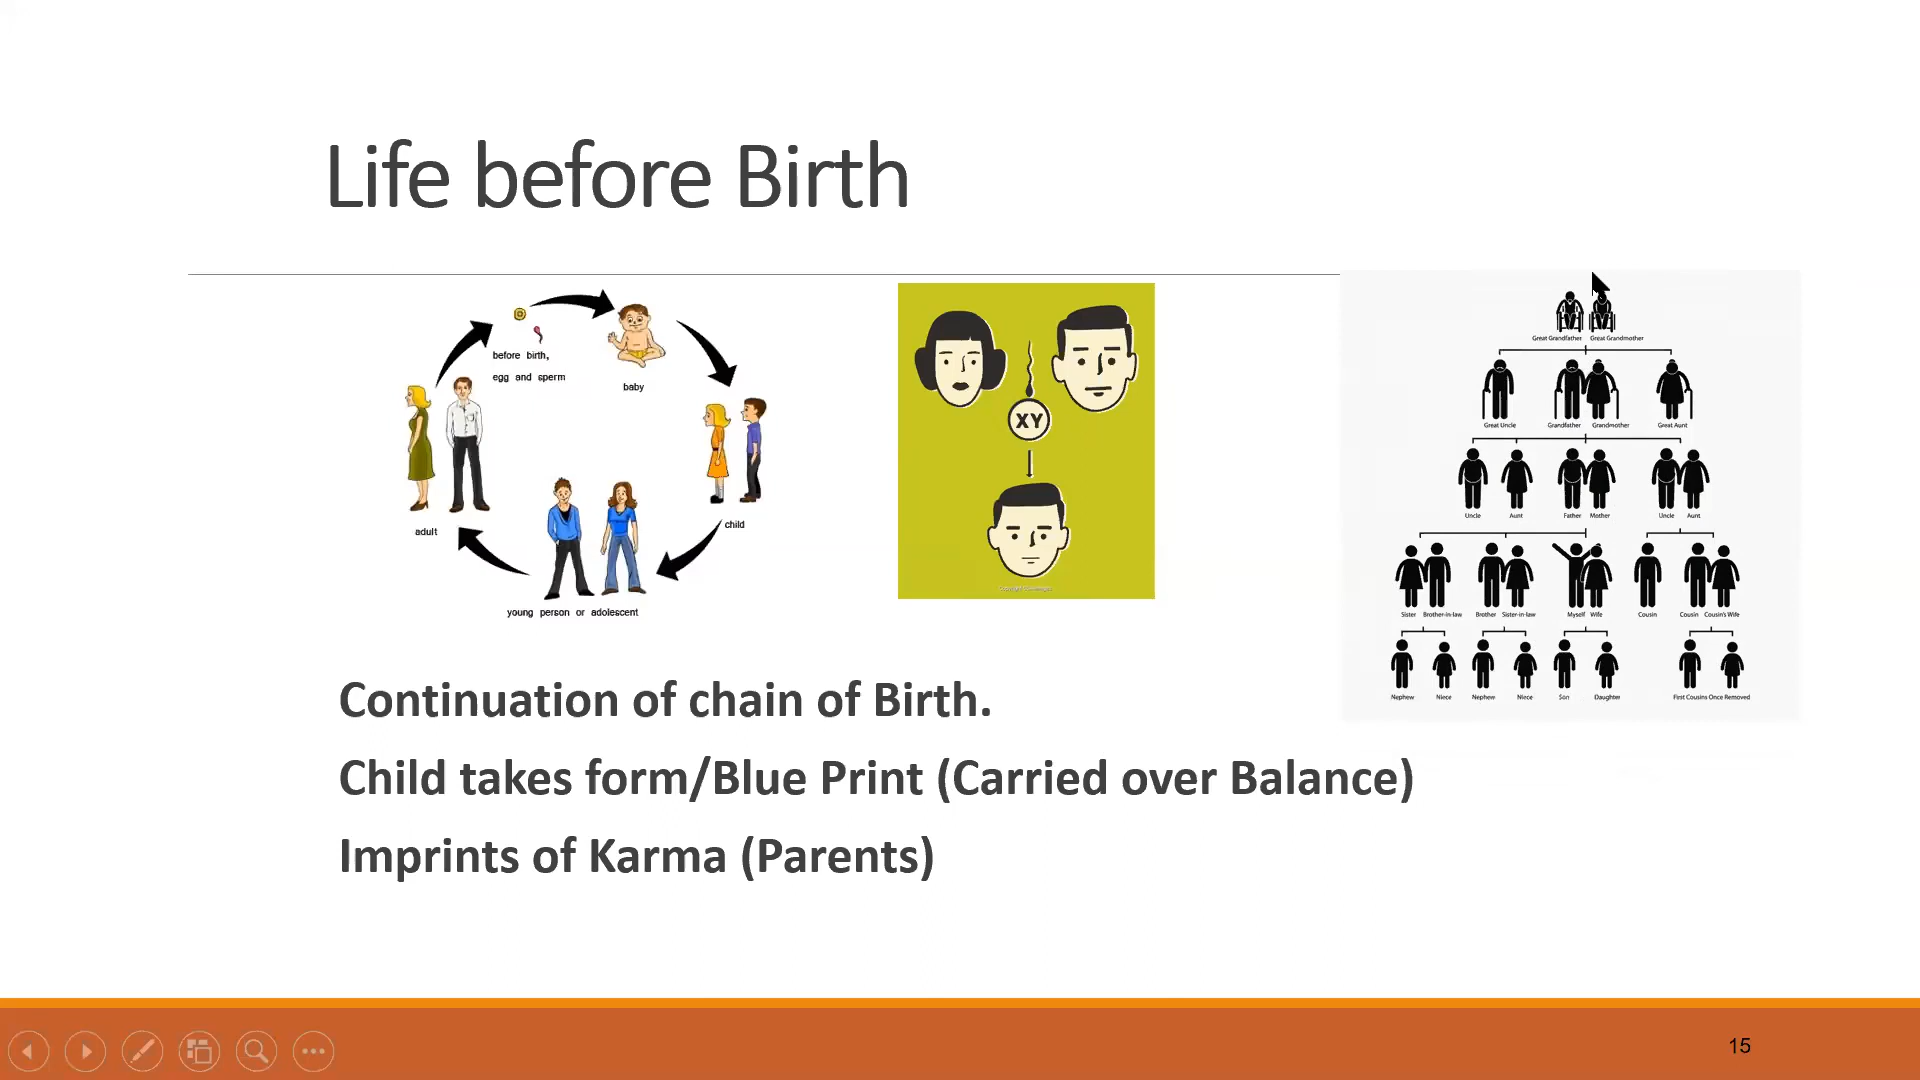 Life before Birth
before birth,
egg and sperm
baby
child
young person or adolescent
adult
XY
Great Grandfather Great Grandmother
Great Uncle Grandfather Grandmother Great Aunt
Uncle Aunt Father Mother Uncle Aunt
Sister Brother-in-law Brother Sister-in-law Myself Wife Cousin Cousin Cousin's Wife
Nephew Niece Nephew Niece Son Daughter First Cousins Once Removed
Continuation of chain of Birth.
Child takes form/Blue Print (Carried over Balance)
Imprints of Karma (Parents)
15